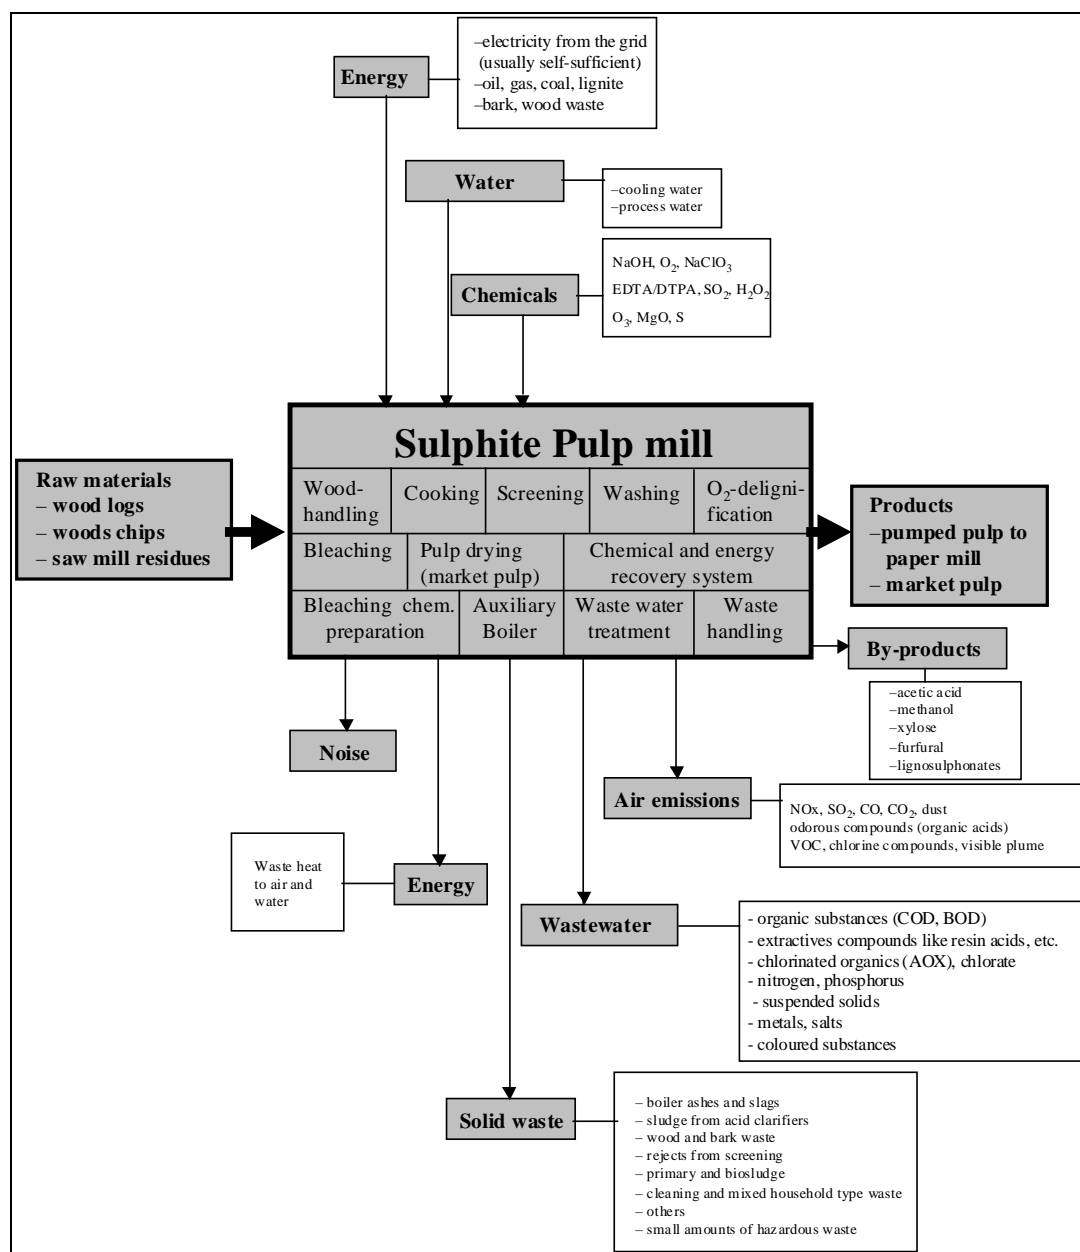 –electricity from the grid
(usually self-sufficient)
–oil, gas, coal, lignite
–bark, wood waste
Energy
Water
–cooling water
–process water
Chemicals
NaOH, O₂, NaClO₃
EDTA/DTPA, SO₂, H₂O₂
O₃, MgO, S
Sulphite Pulp mill
Raw materials
– wood logs
– woods chips
– saw mill residues
Wood-
handling
Cooking
Screening
Washing
O₂-deligni-
fication
Bleaching
Pulp drying
(market pulp)
Chemical and energy
recovery system
Bleaching chem.
preparation
Auxiliary
Boiler
Waste water
treatment
Waste
handling
Products
–pumped pulp to
paper mill
– market pulp
By-products
–acetic acid
–methanol
–xylose
–furfural
–lignosulphonates
Noise
Air emissions
NOx, SO₂, CO, CO₂, dust
odorous compounds (organic acids)
VOC, chlorine compounds, visible plume
Waste heat
to air and
water
Energy
Wastewater
- organic substances (COD, BOD)
- extractives compounds like resin acids, etc.
- chlorinated organics (AOX), chlorate
- nitrogen, phosphorus
- suspended solids
- metals, salts
- coloured substances
Solid waste
– boiler ashes and slags
– sludge from acid clarifiers
– wood and bark waste
– rejects from screening
– primary and biosludge
– cleaning and mixed household type waste
– others
– small amounts of hazardous waste